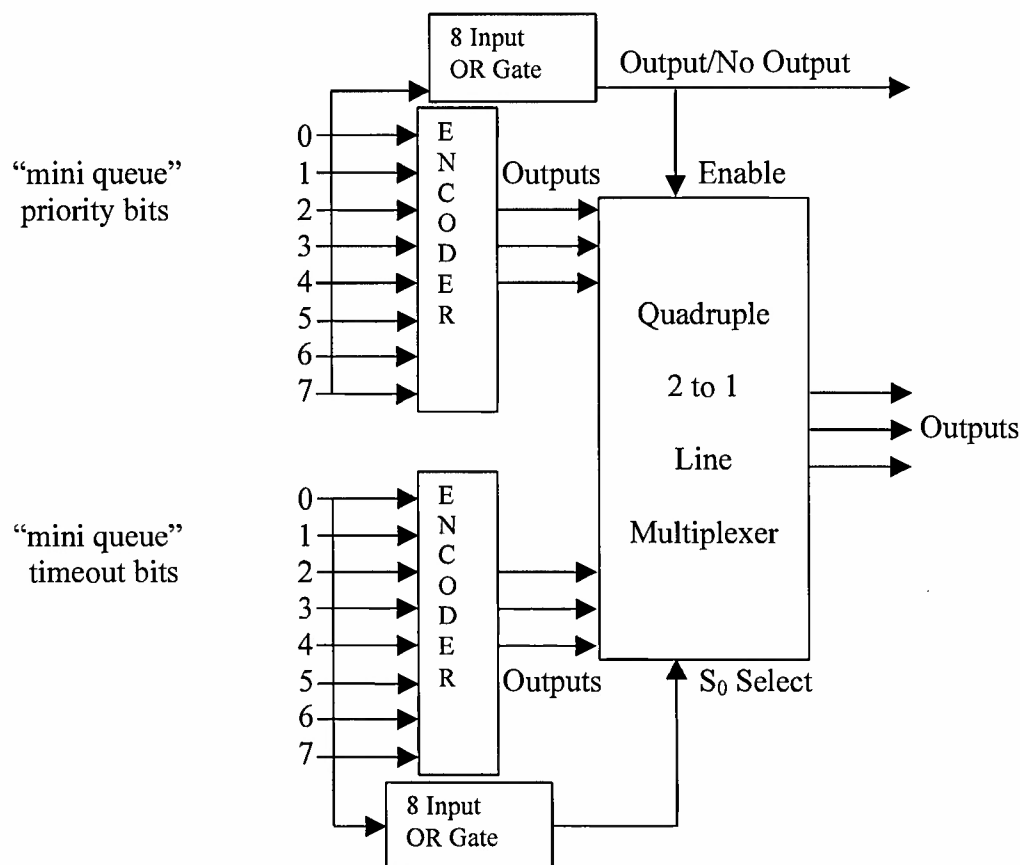 8 Input
OR Gate
Output/No Output
“mini queue”
priority bits
0
1
2
3
4
5
6
7
E
N
C
O
D
E
R
Outputs
Enable
Quadruple
2 to 1
Line
Multiplexer
Outputs
“mini queue”
timeout bits
0
1
2
3
4
5
6
7
E
N
C
O
D
E
R
Outputs
S₀ Select
8 Input
OR Gate